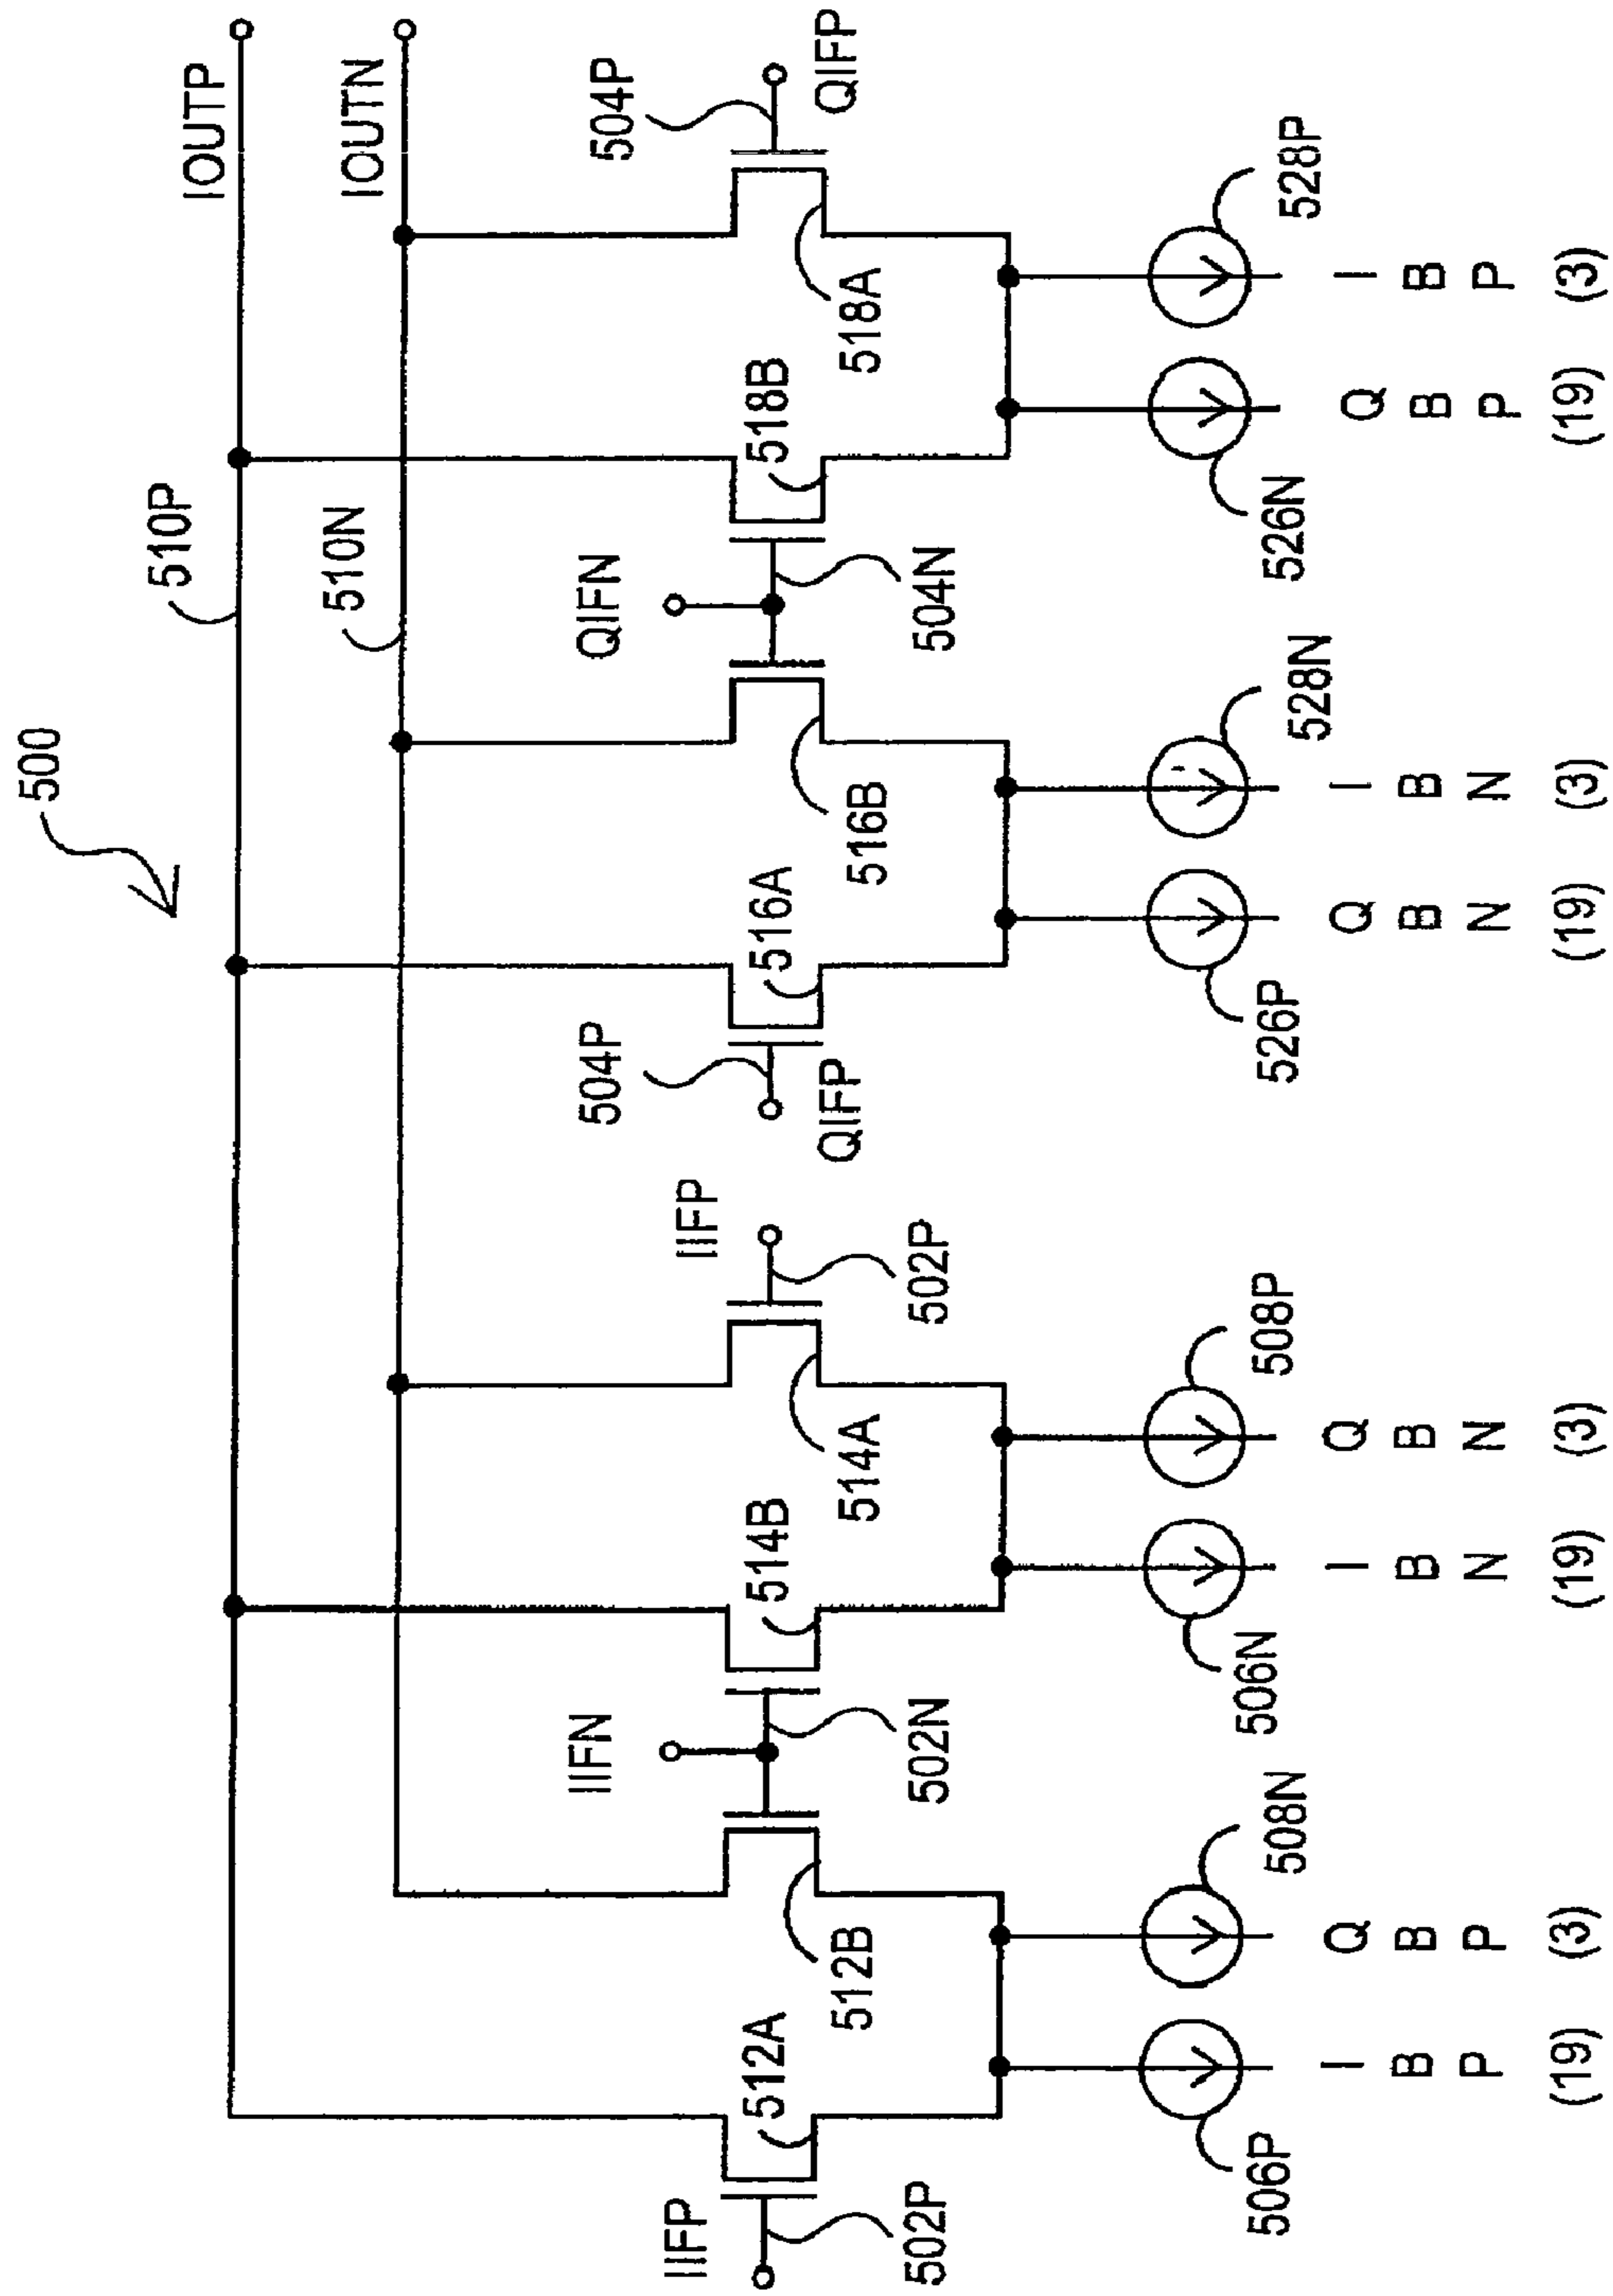 500
510P
IOUTP
510N
IOUTN
IIFP
502P
512A
512B
IIFN
502N
514B
514A
IIFP
502P
504P
QIFP
516A
516B
QIFN
504N
518B
518A
504P
QIFP
506P
508N
506N
508P
526P
528N
526N
528P
I B P (19)
Q B P (3)
I B N (19)
Q B N (3)
Q B N (19)
I B N (3)
Q B P (19)
I B P (3)